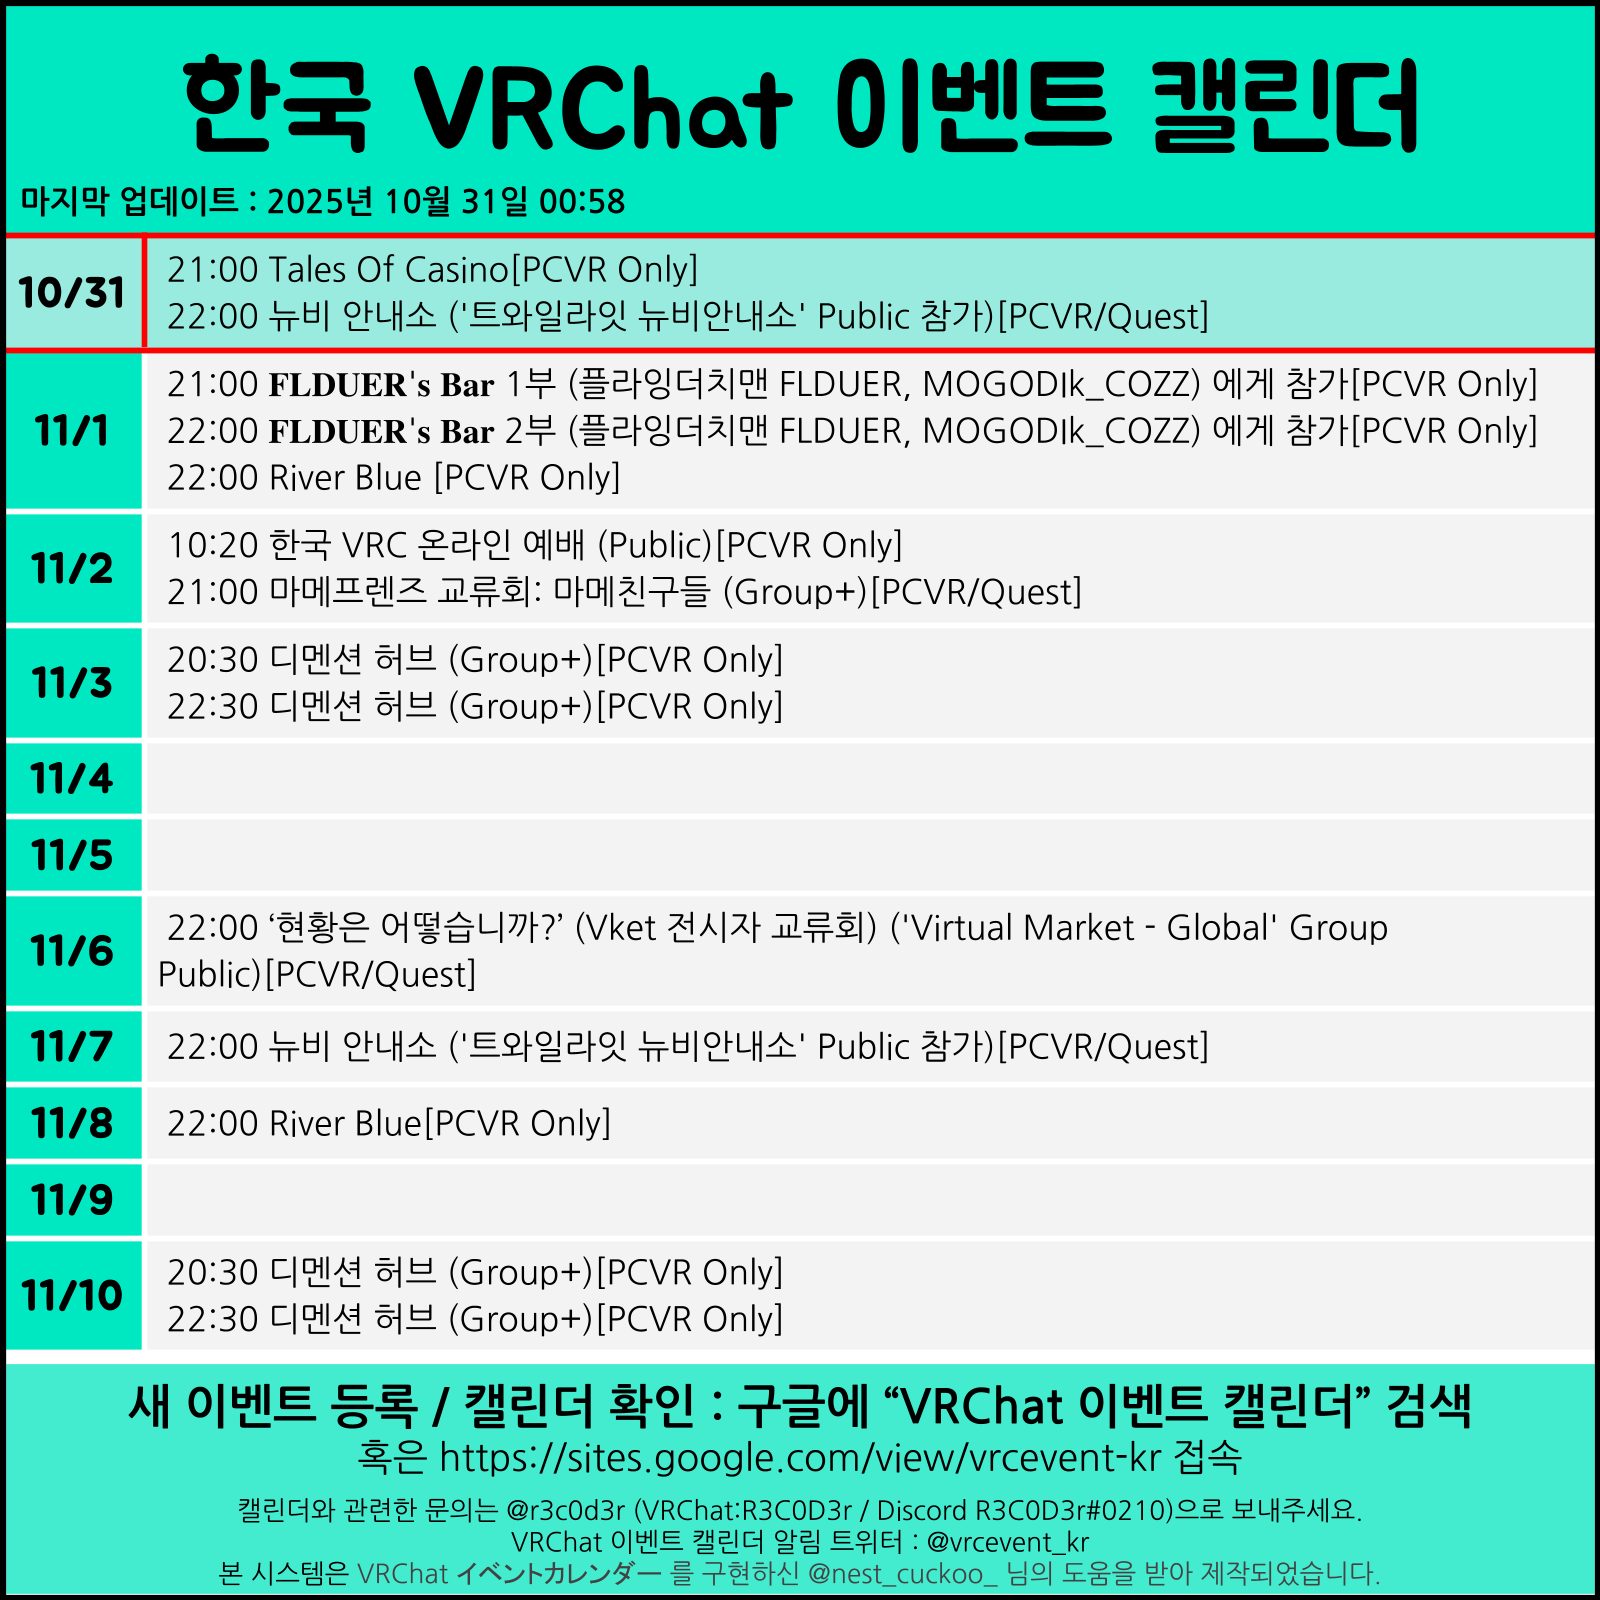 한국 VRChat 이벤트 캘린더
마지막 업데이트 : 2025년 10월 31일 00:58
10/31
21:00 Tales Of Casino[PCVR Only]
22:00 뉴비 안내소 ('트와일라잇 뉴비안내소' Public 참가)[PCVR/Quest]
11/1
21:00 FLDUER's Bar 1부 (플라잉더치맨 FLDUER, MOGODIk_COZZ) 에게 참가[PCVR Only]
22:00 FLDUER's Bar 2부 (플라잉더치맨 FLDUER, MOGODIk_COZZ) 에게 참가[PCVR Only]
22:00 River Blue [PCVR Only]
11/2
10:20 한국 VRC 온라인 예배 (Public)[PCVR Only]
21:00 마메프렌즈 교류회: 마메친구들 (Group+)[PCVR/Quest]
11/3
20:30 디멘션 허브 (Group+)[PCVR Only]
22:30 디멘션 허브 (Group+)[PCVR Only]
11/4
11/5
11/6
22:00 ‘현황은 어떻습니까?’ (Vket 전시자 교류회) ('Virtual Market - Global' Group
Public)[PCVR/Quest]
11/7
22:00 뉴비 안내소 ('트와일라잇 뉴비안내소' Public 참가)[PCVR/Quest]
11/8
22:00 River Blue[PCVR Only]
11/9
11/10
20:30 디멘션 허브 (Group+)[PCVR Only]
22:30 디멘션 허브 (Group+)[PCVR Only]
새 이벤트 등록 / 캘린더 확인 : 구글에 “VRChat 이벤트 캘린더” 검색
혹은 https://sites.google.com/view/vrcevent-kr 접속
캘린더와 관련한 문의는 @r3c0d3r (VRChat:R3C0D3r / Discord R3C0D3r#0210)으로 보내주세요.
VRChat 이벤트 캘린더 알림 트위터 : @vrcevent_kr
본 시스템은 VRChat イベントカレンダー 를 구현하신 @nest_cuckoo_ 님의 도움을 받아 제작되었습니다.